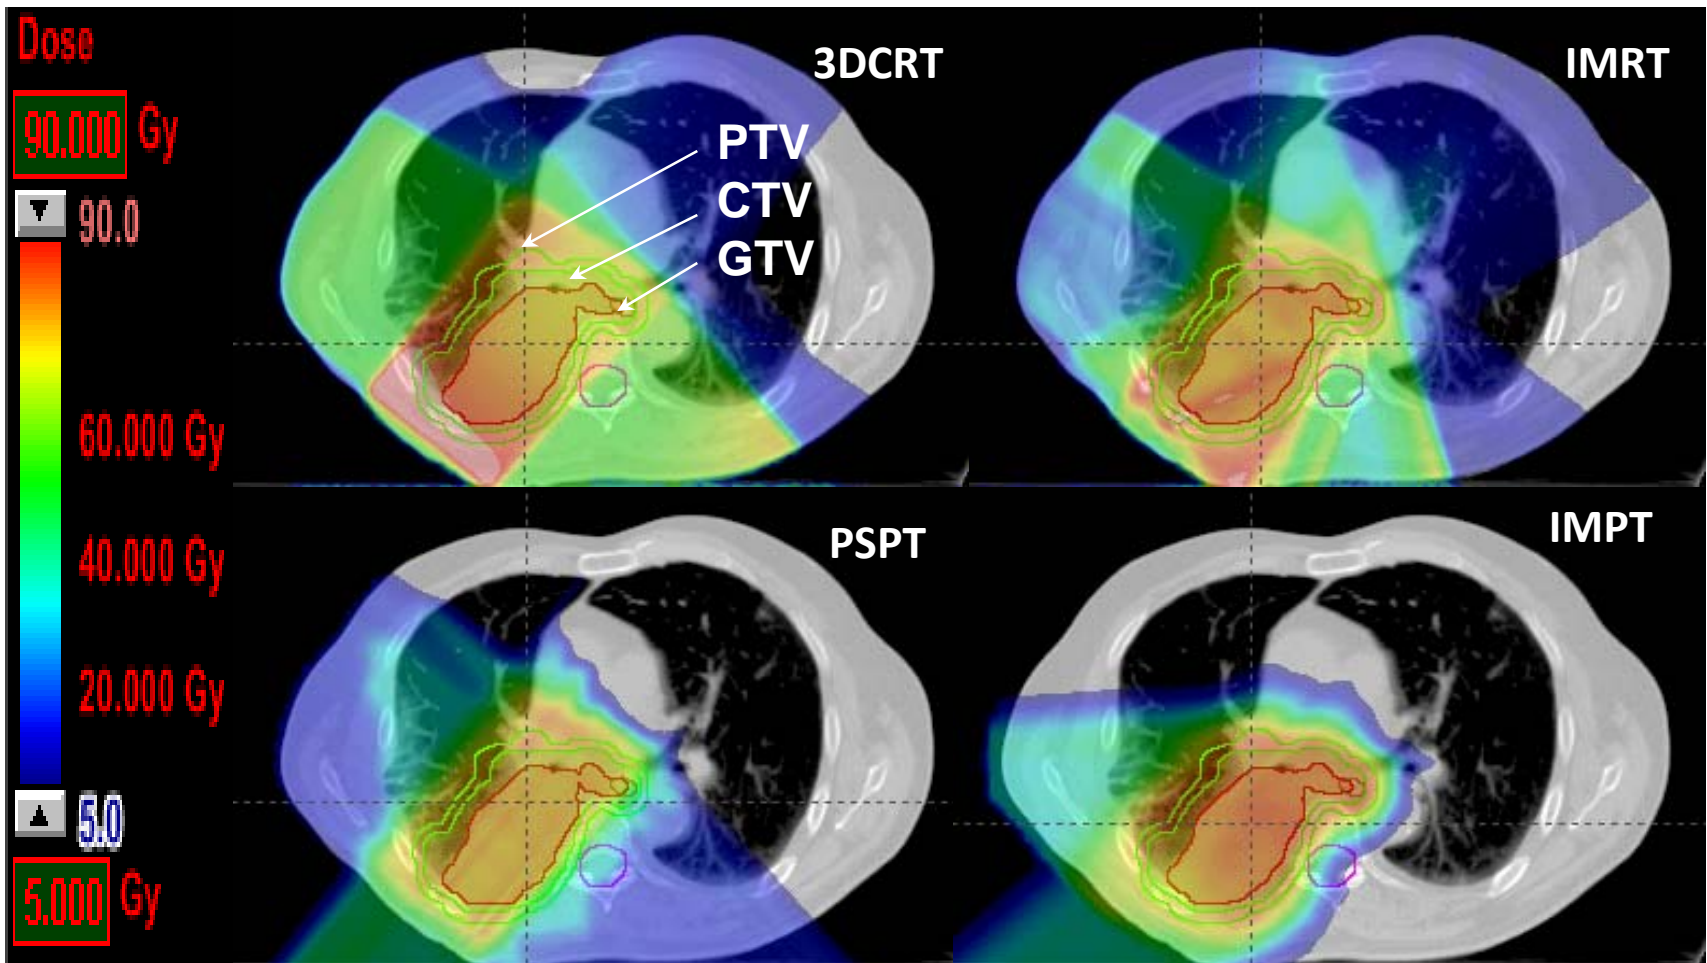 Dose
90.000 Gy
90.0
60.000 Gy
40.000 Gy
20.000 Gy
5.0
5.000 Gy
3DCRT
PTV
CTV
GTV
IMRT
PSPT
IMPT